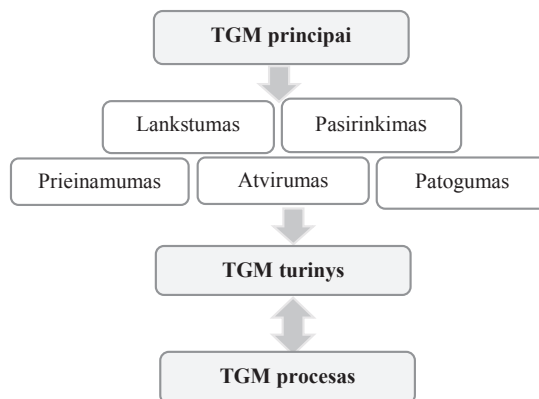 TGM principai
Lankstumas
Pasirinkimas
Prieinamumas
Atvirumas
Patogumas
TGM turinys
TGM procesas